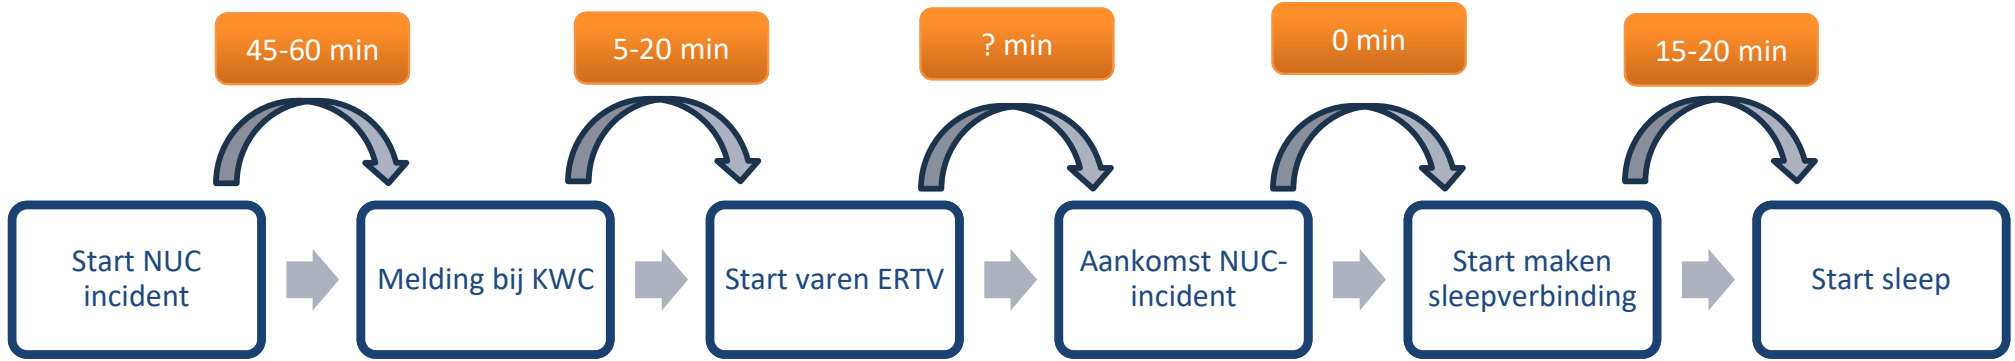 45-60 min
5-20 min
? min
0 min
15-20 min
Start NUC
incident
Melding bij KWC
Start varen ERTV
Aankomst NUC-
incident
Start maken
sleepverbinding
Start sleep